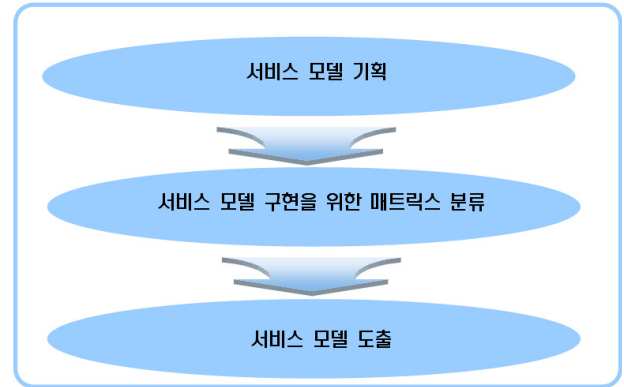 서비스 모델 기획
서비스 모델 구현을 위한 매트릭스 분류
서비스 모델 도출